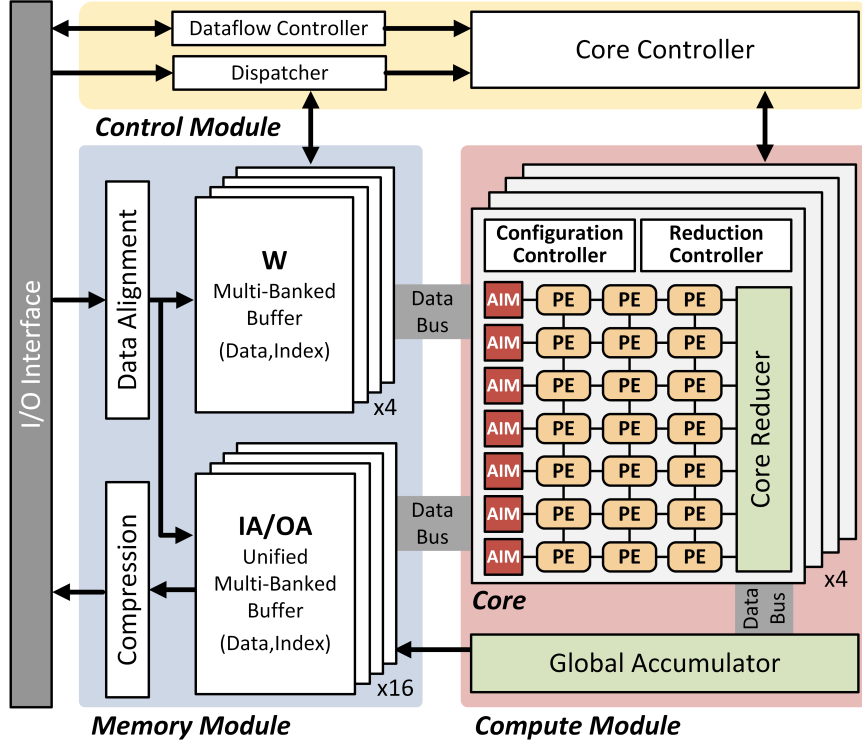 I/O Interface
Dataflow Controller
Dispatcher
Core Controller
Control Module
Data Alignment
W
Multi-Banked
Buffer
(Data,Index)
x4
Data
Bus
Compression
IA/OA
Unified
Multi-Banked
Buffer
(Data,Index)
x16
Data
Bus
Memory Module
Configuration
Controller
Reduction
Controller
AIM PE PE PE
AIM PE PE PE
AIM PE PE PE
AIM PE PE PE
AIM PE PE PE
AIM PE PE PE
AIM PE PE PE
Core Reducer
x4
Core
Data
Bus
Global Accumulator
Compute Module